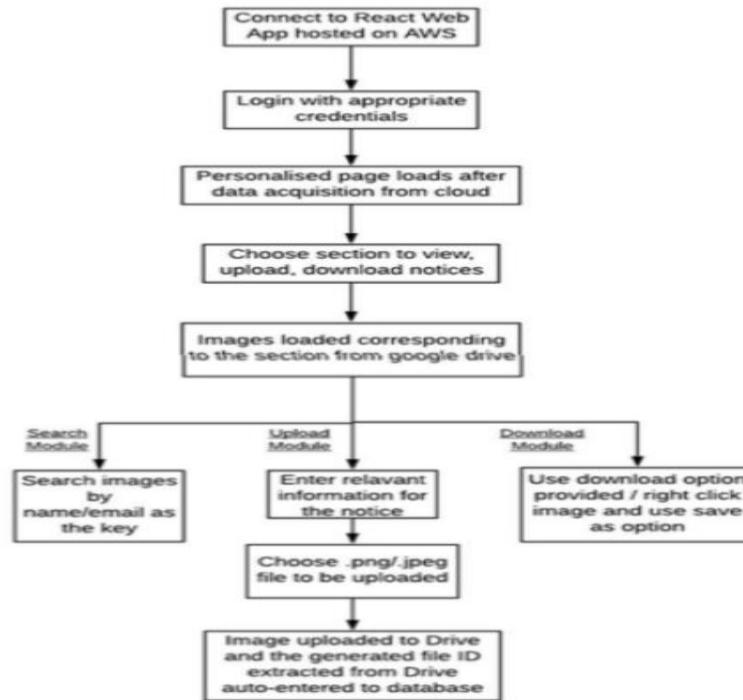 Connect to React Web
App hosted on AWS
Login with appropriate
credentials
Personalised page loads after
data acquisition from cloud
Choose section to view,
upload, download notices
Images loaded corresponding
to the section from google drive
Search
Module
Upload
Module
Download
Module
Search images
by
name/email as
the key
Enter relavant
information for
the notice
Use download option
provided / right click
image and use save
as option
Choose .png/.jpeg
file to be uploaded
Image uploaded to Drive
and the generated file ID
extracted from Drive
auto-entered to database